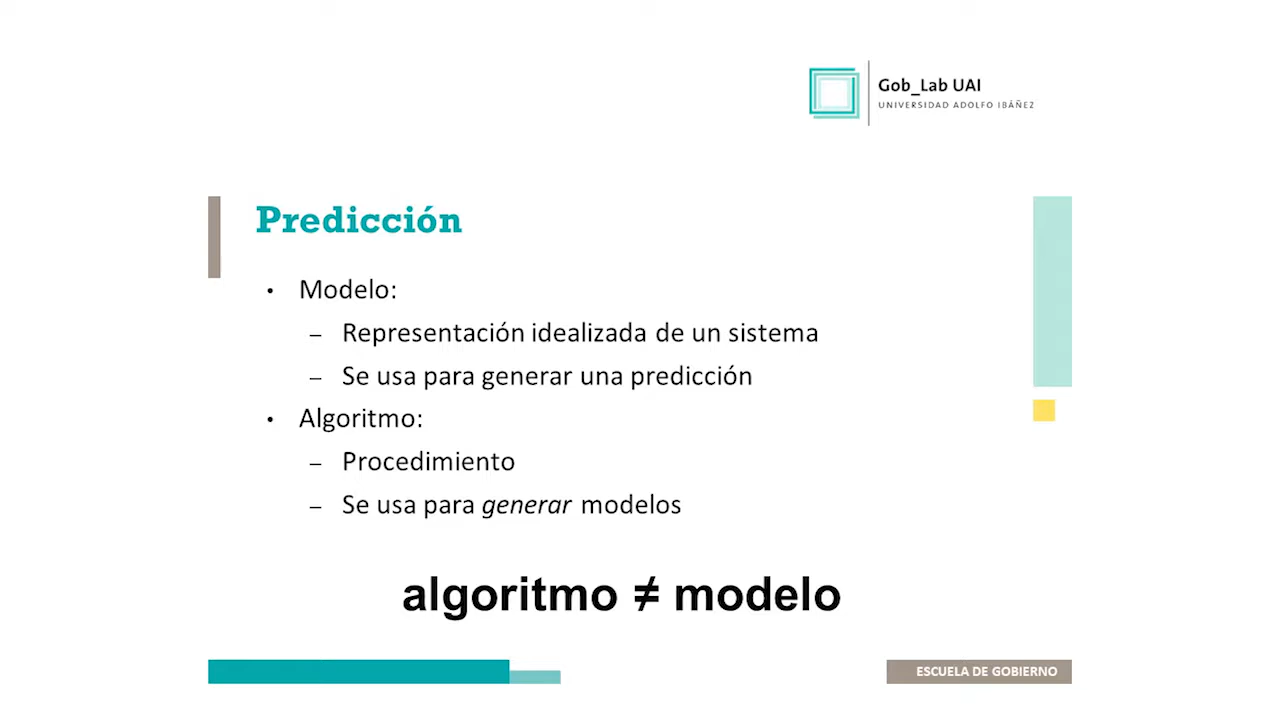 Gob_Lab UAI
UNIVERSIDAD ADOLFO IBÁÑEZ
Predicción
• Modelo:
– Representación idealizada de un sistema
– Se usa para generar una predicción
• Algoritmo:
– Procedimiento
– Se usa para generar modelos
algoritmo ≠ modelo
ESCUELA DE GOBIERNO